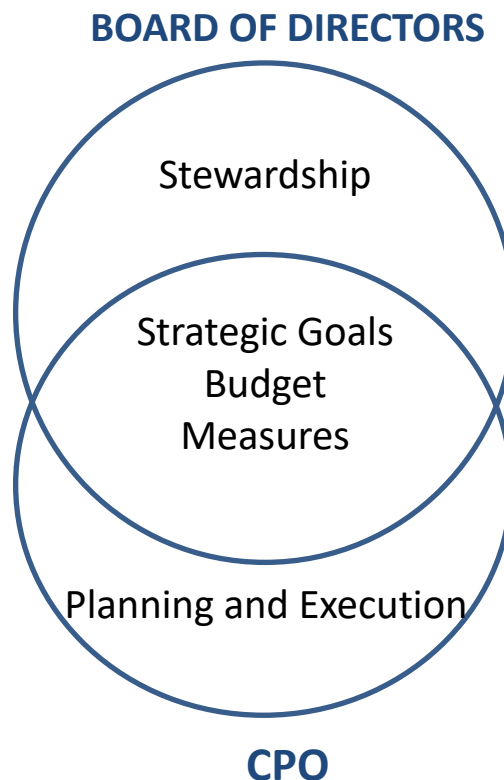 BOARD OF DIRECTORS
Stewardship
Strategic Goals
Budget
Measures
Planning and Execution
CPO